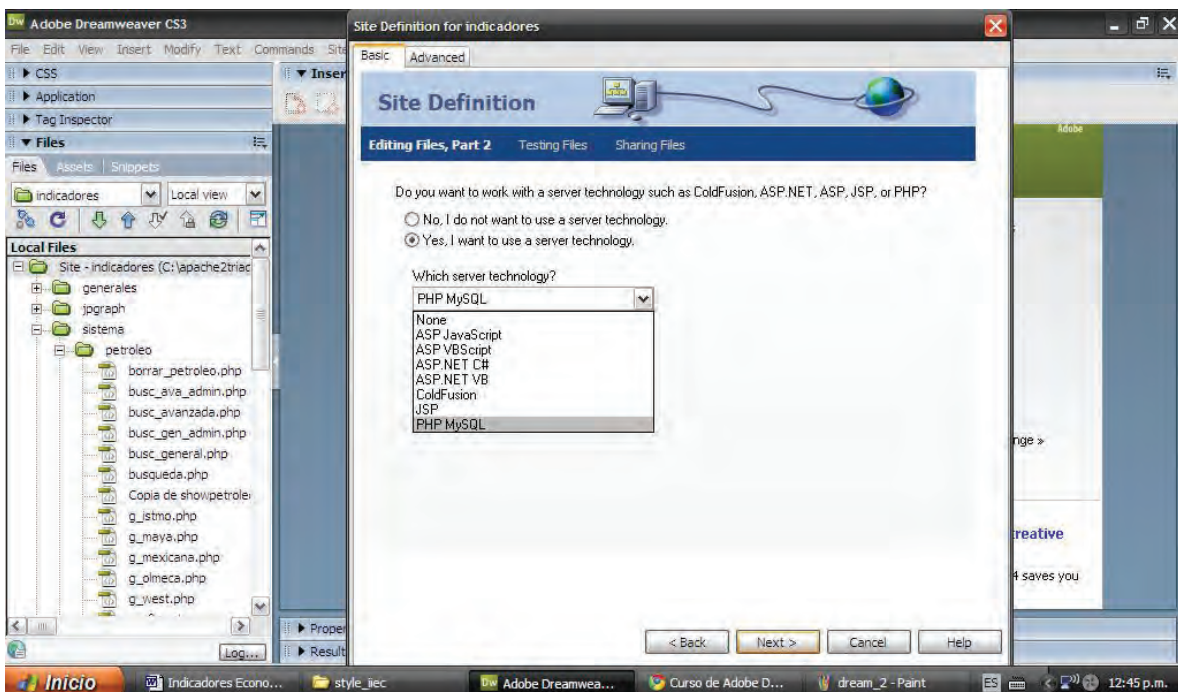 Dw Adobe Dreamweaver CS3
File Edit View Insert Modify Text Commands Site
CSS
Application
Tag Inspector
Files
Files Assets Snippets
indicadores Local view
Local Files
Site - indicadores (C:\apache2triad
generales
jpgraph
sistema
petroleo
borrar_petroleo.php
busc_ava_admin.php
busc_avanzada.php
busc_gen_admin.php
busc_general.php
busqueda.php
Copia de showpetrole
g_istmo.php
g_maya.php
g_mexicana.php
g_olmeca.php
g_west.php
Log...
Inser
Proper
Result
Site Definition for indicadores
Basic Advanced
Site Definition
Editing Files, Part 2 Testing Files Sharing Files
Do you want to work with a server technology such as ColdFusion, ASP.NET, ASP, JSP, or PHP?
No, I do not want to use a server technology.
Yes, I want to use a server technology.
Which server technology?
PHP MySQL
None
ASP JavaScript
ASP VBScript
ASP.NET C#
ASP.NET VB
ColdFusion
JSP
PHP MySQL
< Back Next > Cancel Help
Adobe
nge »
reative
4 saves you
Inicio Indicadores Econo... style_iiec Dw Adobe Dreamwea... Curso de Adobe D... dream_2 - Paint ES 12:45 p.m.